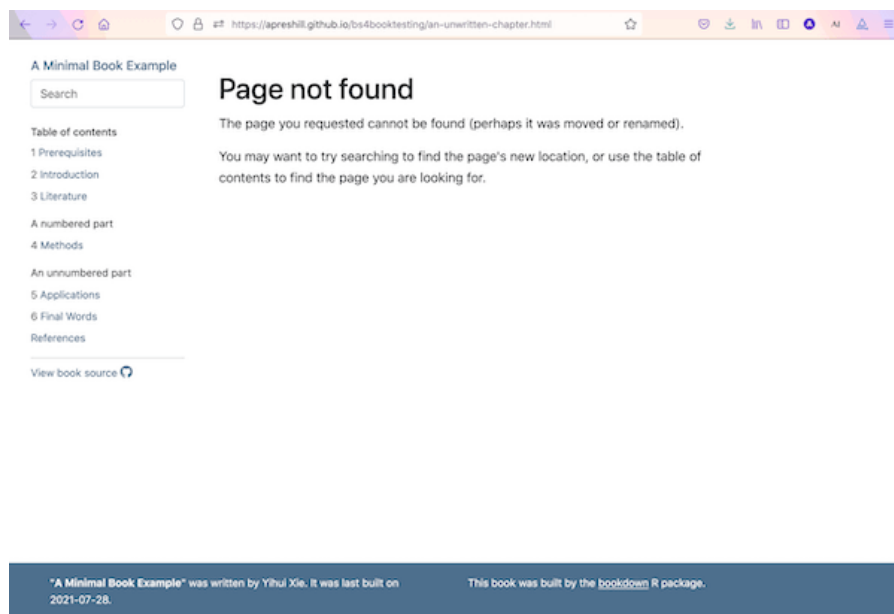 https://apreshill.github.io/bs4booktesting/an-unwritten-chapter.html
A Minimal Book Example
Search
Table of contents
1 Prerequisites
2 Introduction
3 Literature
A numbered part
4 Methods
An unnumbered part
5 Applications
6 Final Words
References
View book source
Page not found
The page you requested cannot be found (perhaps it was moved or renamed).
You may want to try searching to find the page's new location, or use the table of
contents to find the page you are looking for.
"A Minimal Book Example" was written by Yihui Xie. It was last built on
2021-07-28.
This book was built by the bookdown R package.